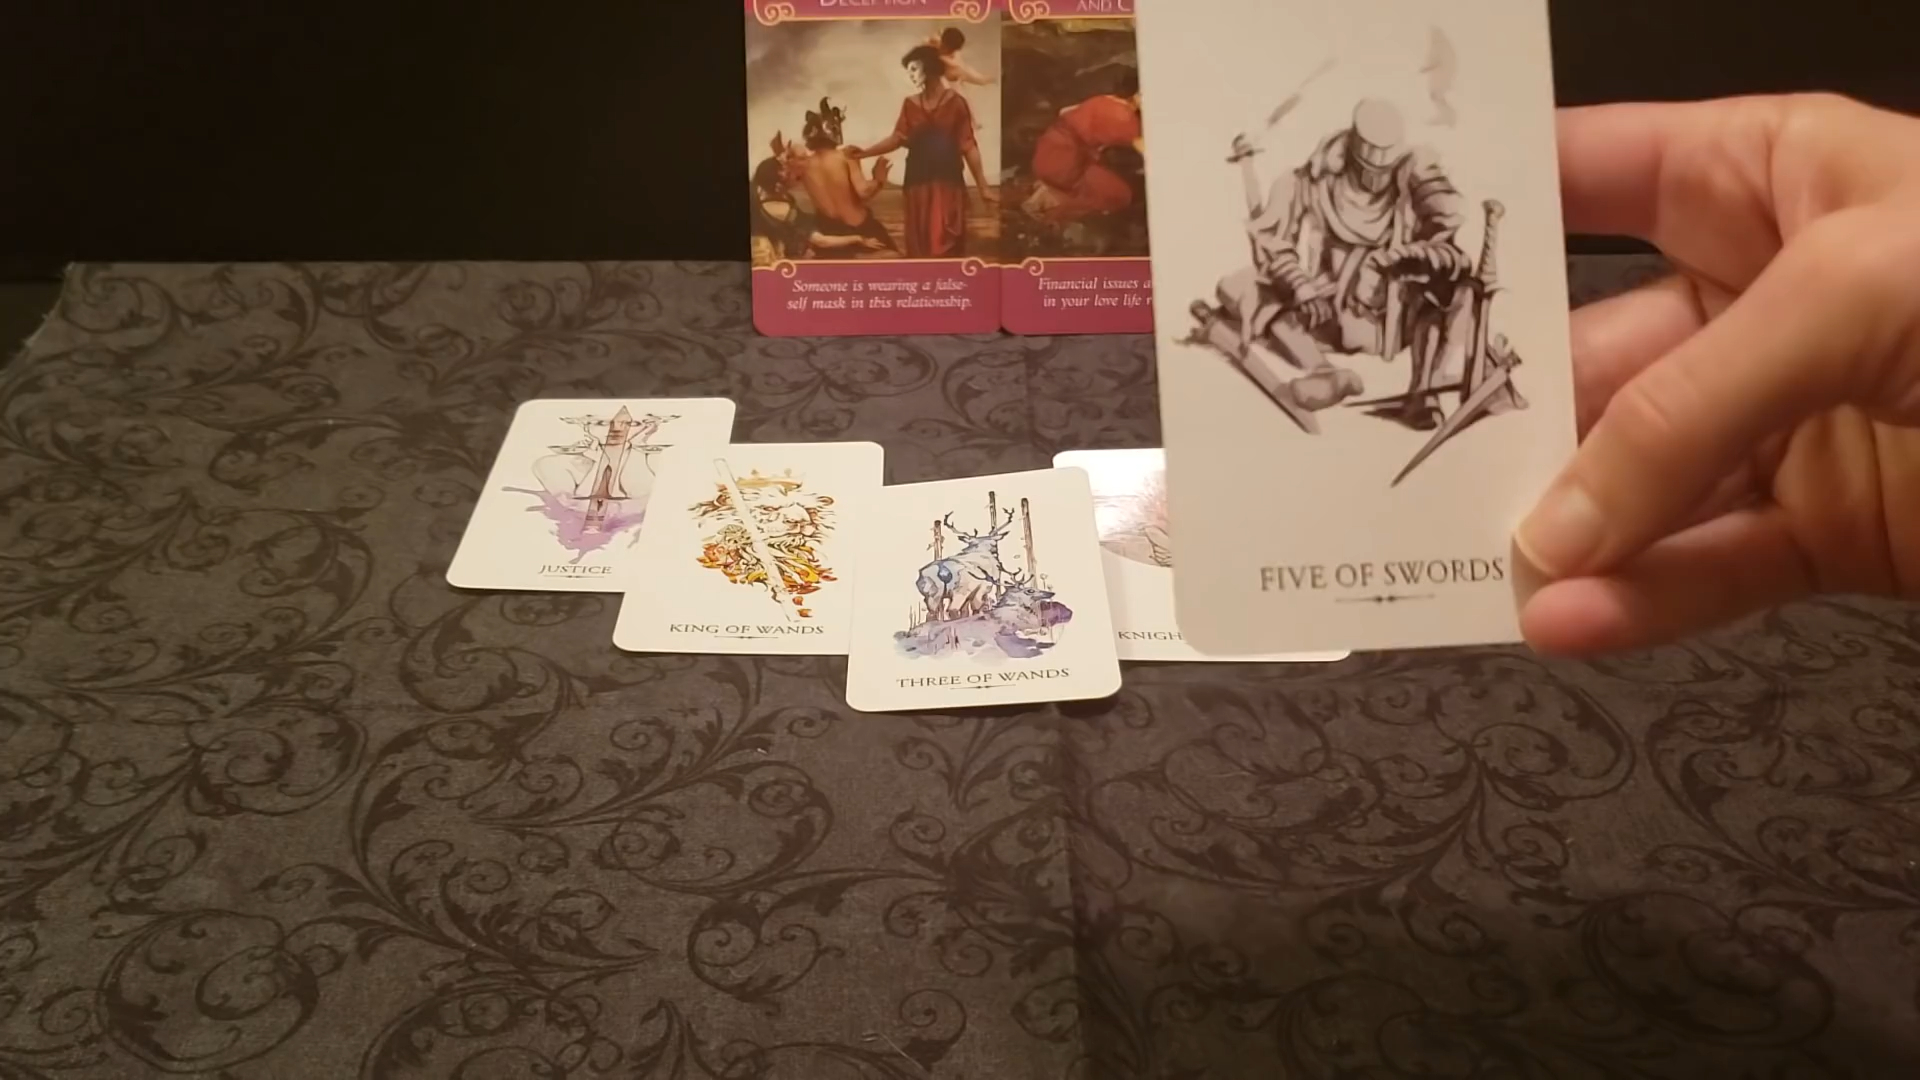 DECEPTION
AND
Someone is wearing a false-
self mask in this relationship.
Financial issues
in your love life
JUSTICE
KING OF WANDS
THREE OF WANDS
FIVE OF SWORDS